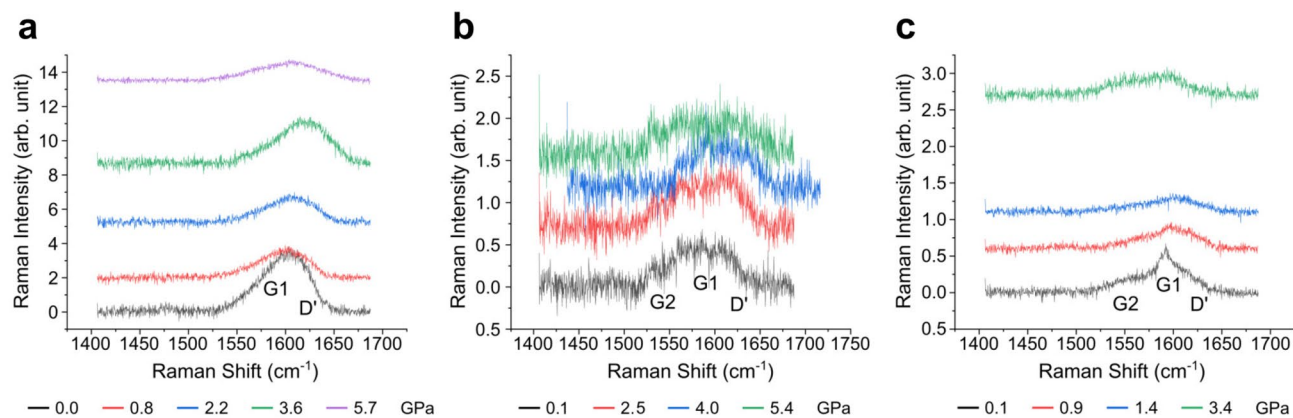 a
Raman Intensity (arb. unit)
14
12
10
8
6
4
2
0
G1
D'
1400 1450 1500 1550 1600 1650 1700
Raman Shift (cm-1)
0.0 0.8 2.2 3.6 5.7 GPa
b
Raman Intensity (arb. unit)
2.5
2.0
1.5
1.0
0.5
0.0
0.5
G2
G1
D'
1400 1450 1500 1550 1600 1650 1700 1750
Raman Shift (cm-1)
0.1 2.5 4.0 5.4 GPa
c
Raman Intensity (arb. unit)
3.0
2.5
2.0
1.5
1.0
0.5
0.0
0.5
G2
G1
D'
1400 1450 1500 1550 1600 1650 1700
Raman Shift (cm-1)
0.1 0.9 1.4 3.4 GPa